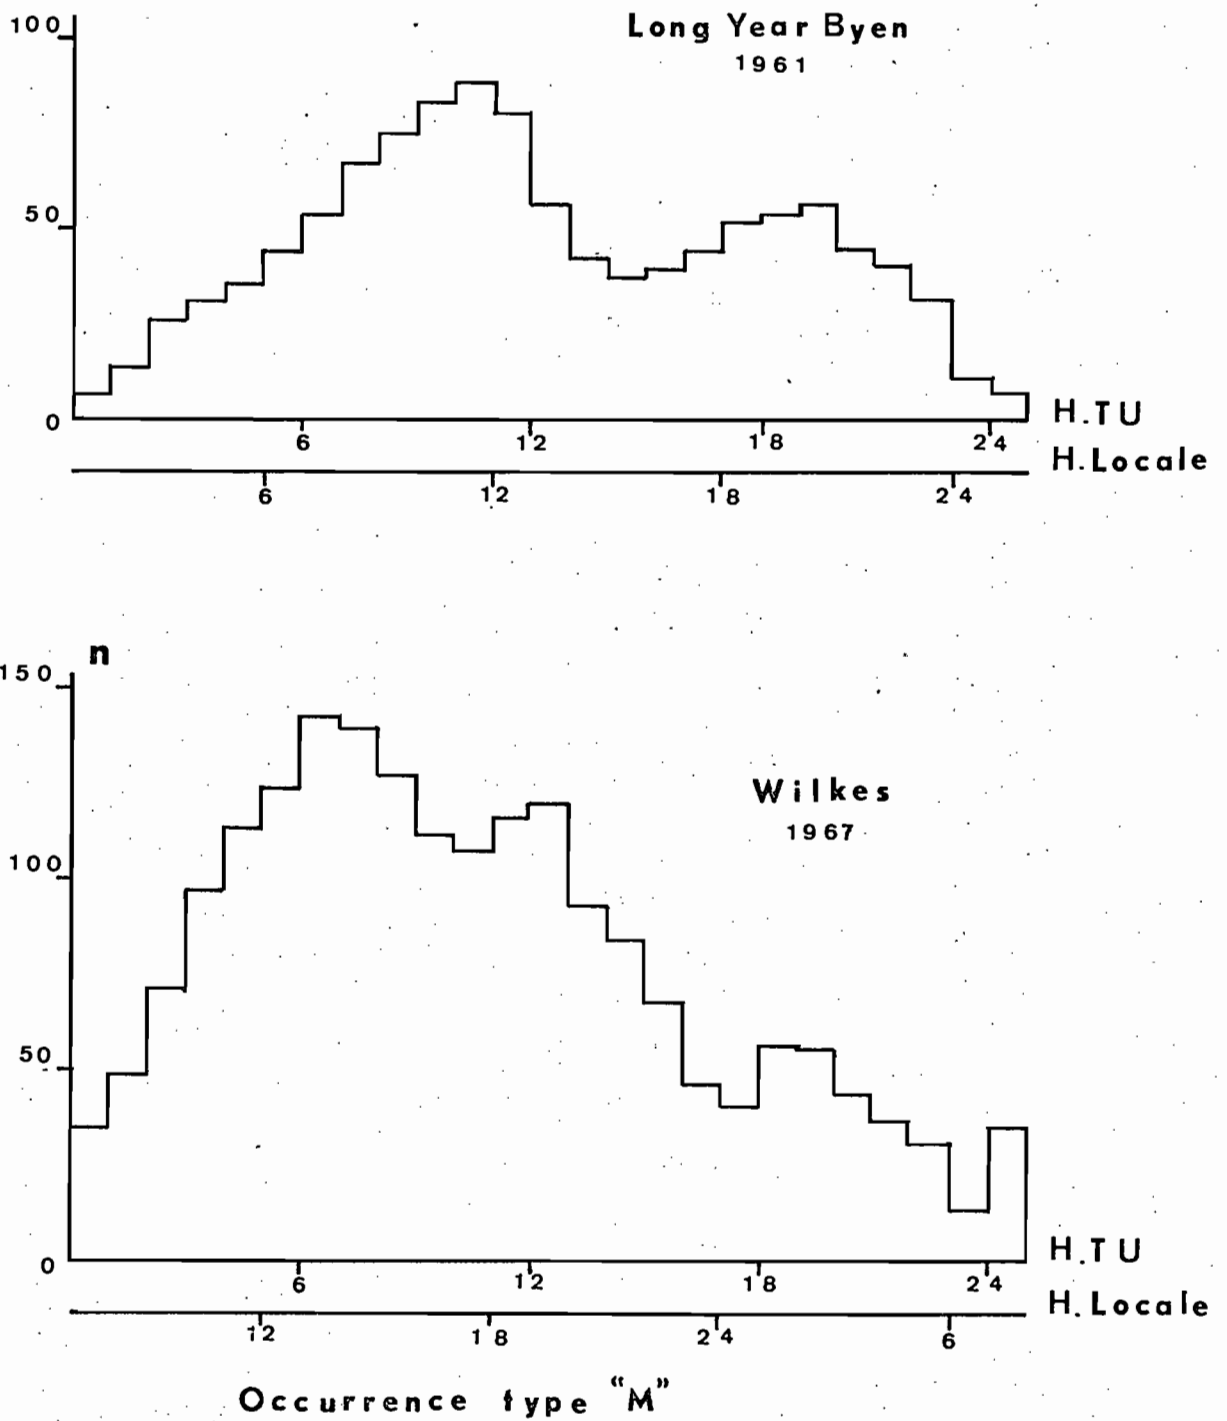 Long Year Byen
1961
100
50
0
6 12 18 24 H.TU
6 12 18 24 H.Locale
n
150
100
50
0
Wilkes
1967
6 12 18 24 H.TU
12 18 24 6 H.Locale
Occurrence type “M”